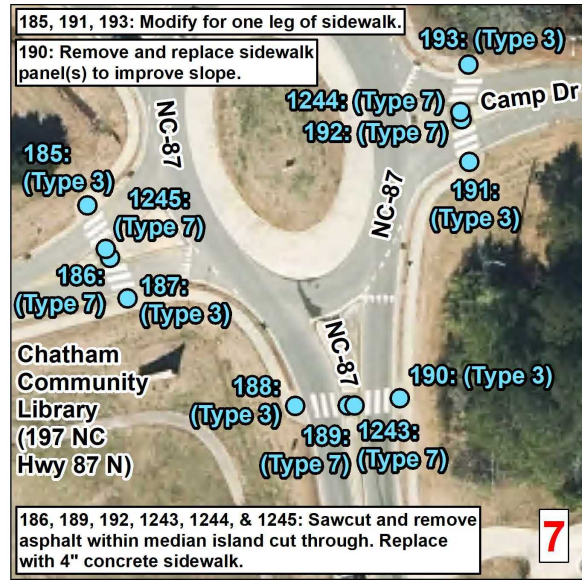 185, 191, 193: Modify for one leg of sidewalk.
190: Remove and replace sidewalk
panel(s) to improve slope.
193: (Type 3)
1244: (Type 7)
Camp Dr
192: (Type 7)
NC-87
185:
(Type 3)
1245:
(Type 7)
191:
(Type 3)
NC-87
186:
(Type 7)
187:
(Type 3)
NC-87
Chatham
Community
Library
(197 NC
Hwy 87 N)
188:
(Type 3)
190: (Type 3)
189:
(Type 7)
1243:
(Type 7)
186, 189, 192, 1243, 1244, & 1245: Sawcut and remove
asphalt within median island cut through. Replace
with 4" concrete sidewalk.
7